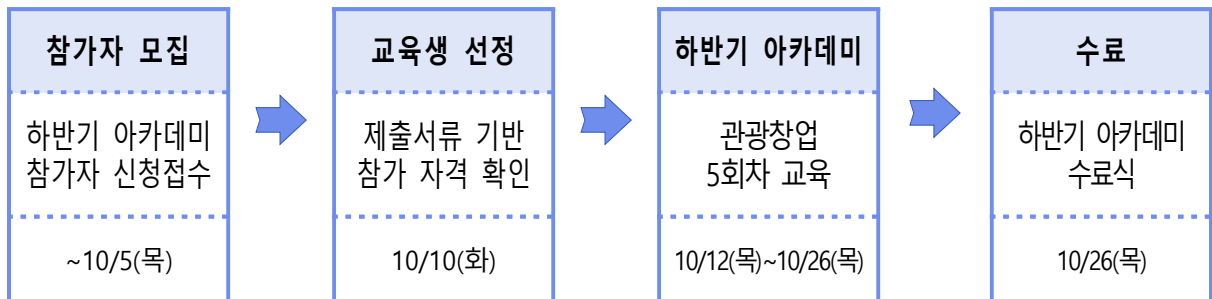 참가자 모집
하반기 아카데미
참가자 신청접수
~10/5(목)
교육생 선정
제출서류 기반
참가 자격 확인
10/10(화)
하반기 아카데미
관광창업
5회차 교육
10/12(목)~10/26(목)
수료
하반기 아카데미
수료식
10/26(목)